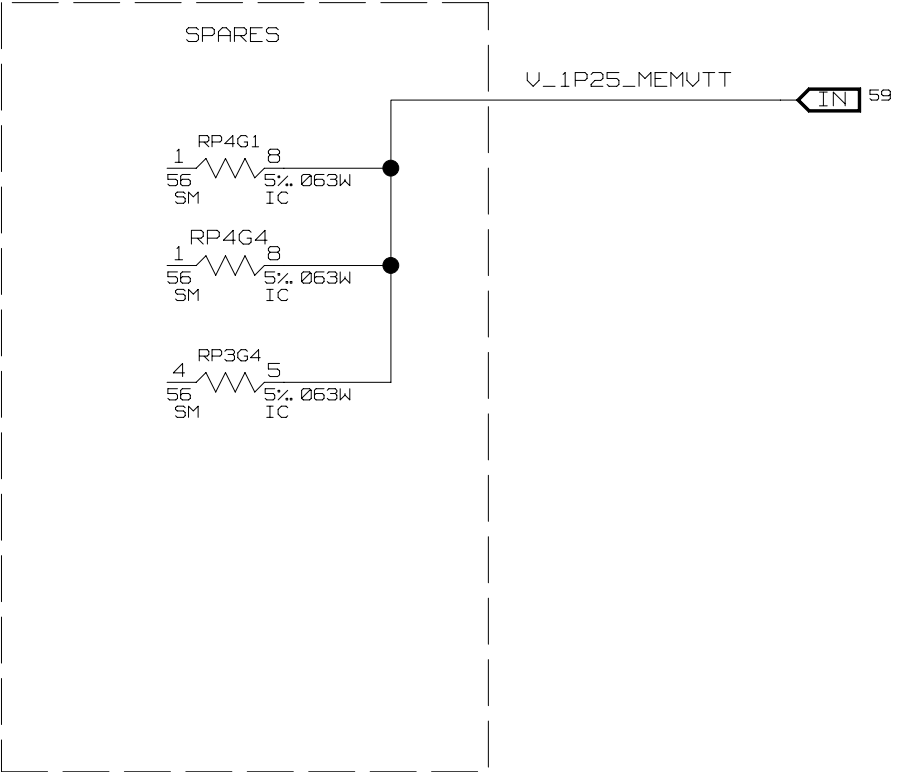 SPARES
V_1P25_MEMVTT
IN 59
RP4G1
1 8
56 5%. 063W
SM IC
RP4G4
1 8
56 5%. 063W
SM IC
RP3G4
4 5
56 5%. 063W
SM IC